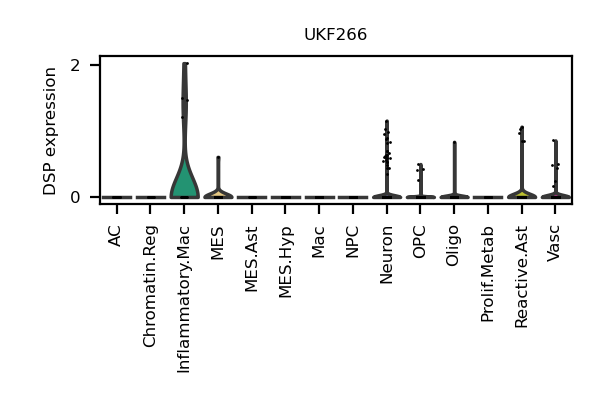 UKF266
DSP expression
2
0
AC
Chromatin.Reg
Inflammatory.Mac
MES
MES.Ast
MES.Hyp
Mac
NPC
Neuron
OPC
Oligo
Prolif.Metab
Reactive.Ast
Vasc